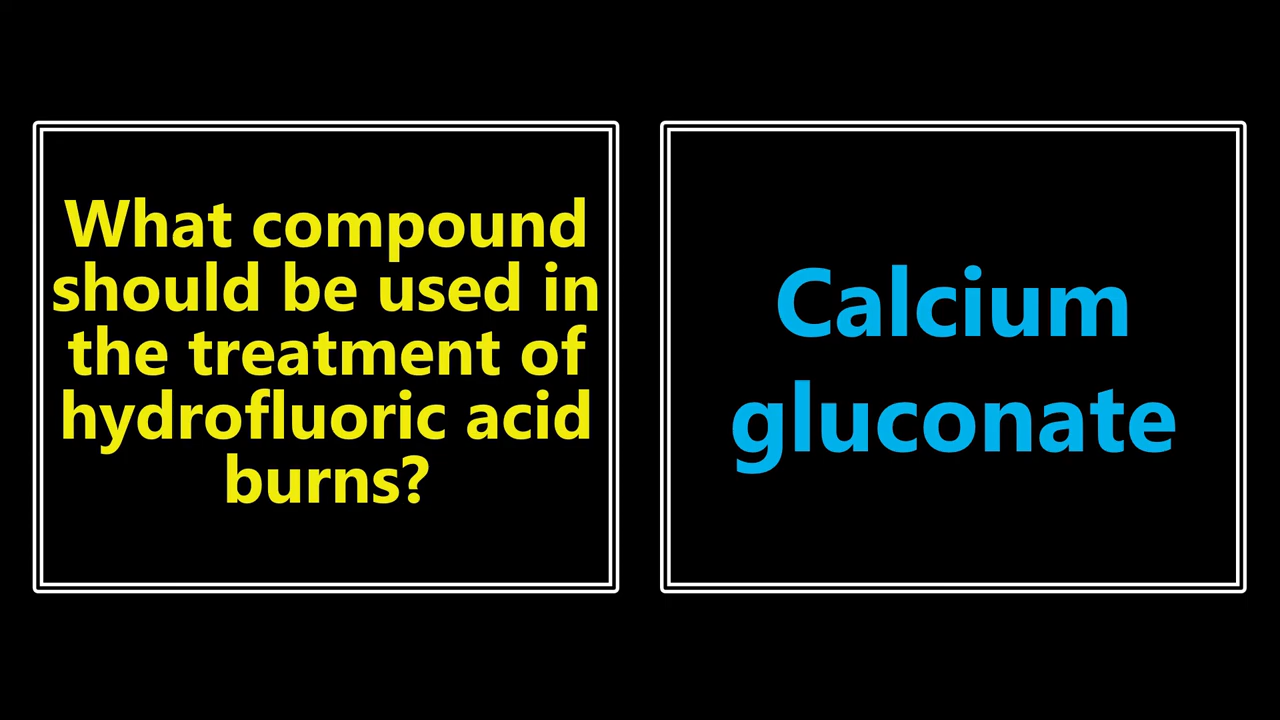 What compound
should be used in
the treatment of
hydrofluoric acid
burns?
Calcium
gluconate